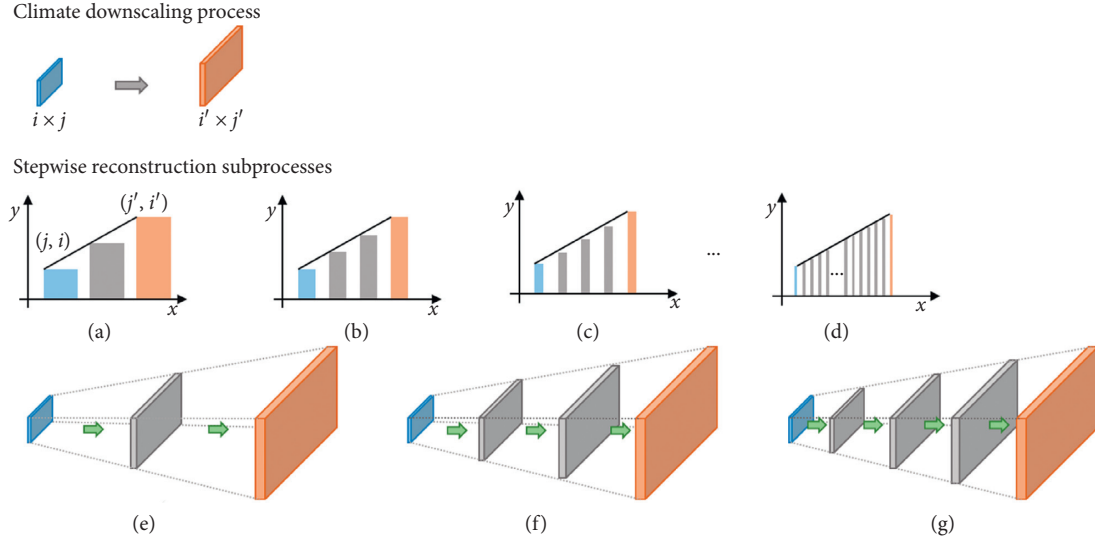 Climate downscaling process
i × j
i′ × j′
Stepwise reconstruction subprocesses
y
(j, i)
(j′, i′)
x
(a)
y
x
(b)
y
x
(c)
...
y
...
x
(d)
(e)
(f)
(g)